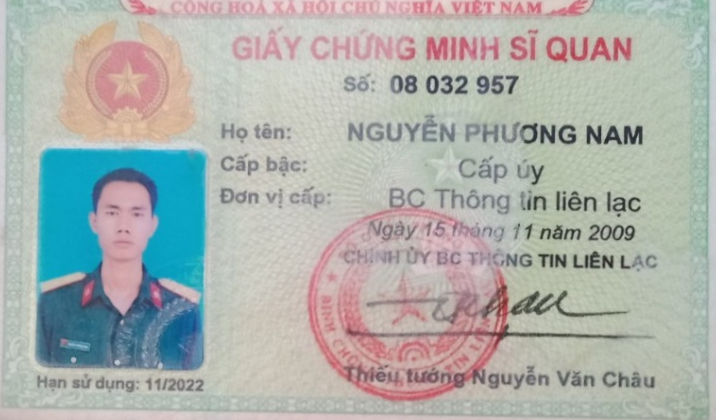 CỘNG HOÀ XÃ HỘI CHỦ NGHĨA VIỆT NAM
GIẤY CHỨNG MINH SĨ QUAN
Số: 08 032 957
Họ tên: NGUYỄN PHƯƠNG NAM
Cấp bậc: Cấp úy
Đơn vị cấp: BC Thông tin liên lạc
Ngày 15 tháng 11 năm 2009
CHÍNH ỦY BC THÔNG TIN LIÊN LẠC
Thiếu tướng Nguyễn Văn Châu
Hạn sử dụng: 11/2022